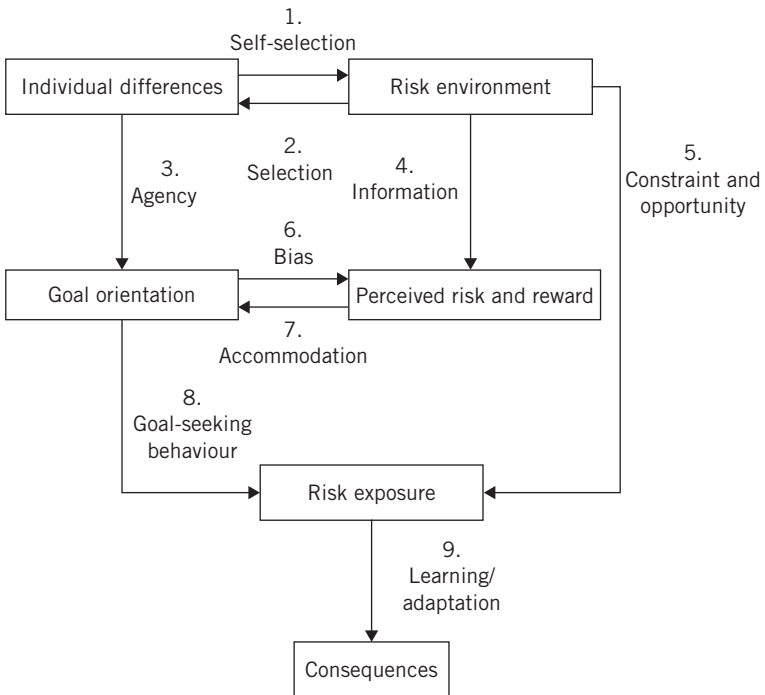 1.
Self-selection
Individual differences
Risk environment
2.
Selection
3.
Agency
4.
Information
5.
Constraint and
opportunity
6.
Bias
Goal orientation
Perceived risk and reward
7.
Accommodation
8.
Goal-seeking
behaviour
Risk exposure
9.
Learning/
adaptation
Consequences